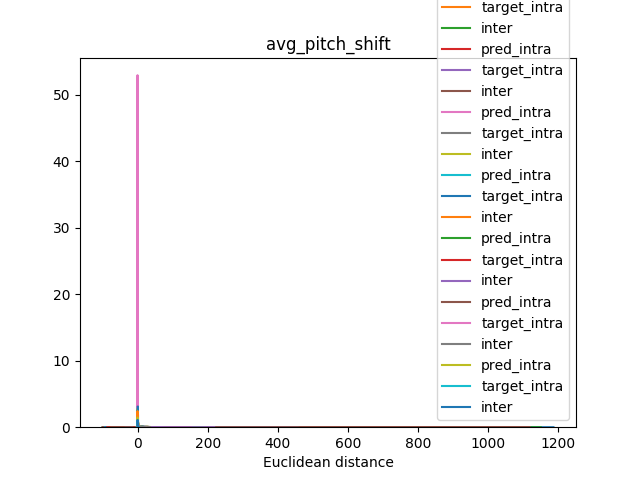 target_intra
inter
avg_pitch_shift
pred_intra
target_intra
inter
pred_intra
target_intra
inter
pred_intra
target_intra
inter
pred_intra
target_intra
inter
pred_intra
target_intra
inter
pred_intra
target_intra
inter
50
40
30
20
10
0
0 200 400 600 800 1000 1200
Euclidean distance